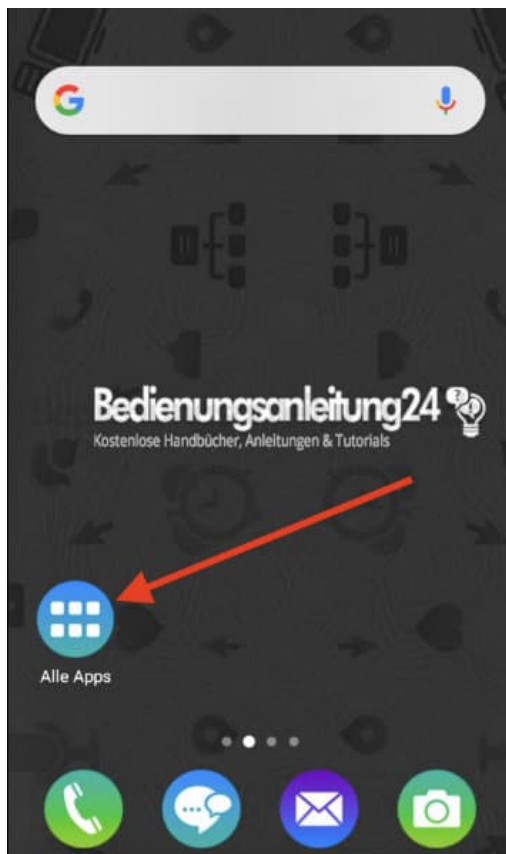 Bedienungsanleitung24
Kostenlose Handbücher, Anleitungen & Tutorials
Alle Apps